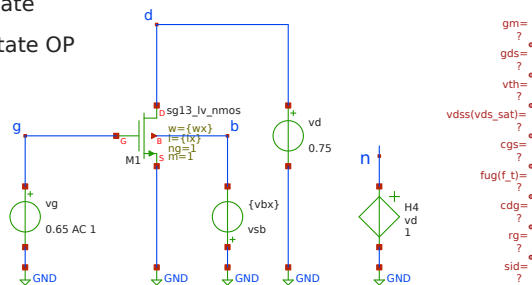 ate
tate OP
d
sg13_lv_nmos
w={wx}
l={lx}
ng=1
m=1
D
G
B
S
M1
g
b
vd
0.75
n
vg
0.65 AC 1
{vbx}
vsb
H4
vd
1
GND
GND
GND
GND
GND
gm=
?
gds=
?
vth=
?
vdss(vds_sat)=
?
cgs=
?
fug(f_t)=
?
cdg=
?
rg=
?
sid=
?